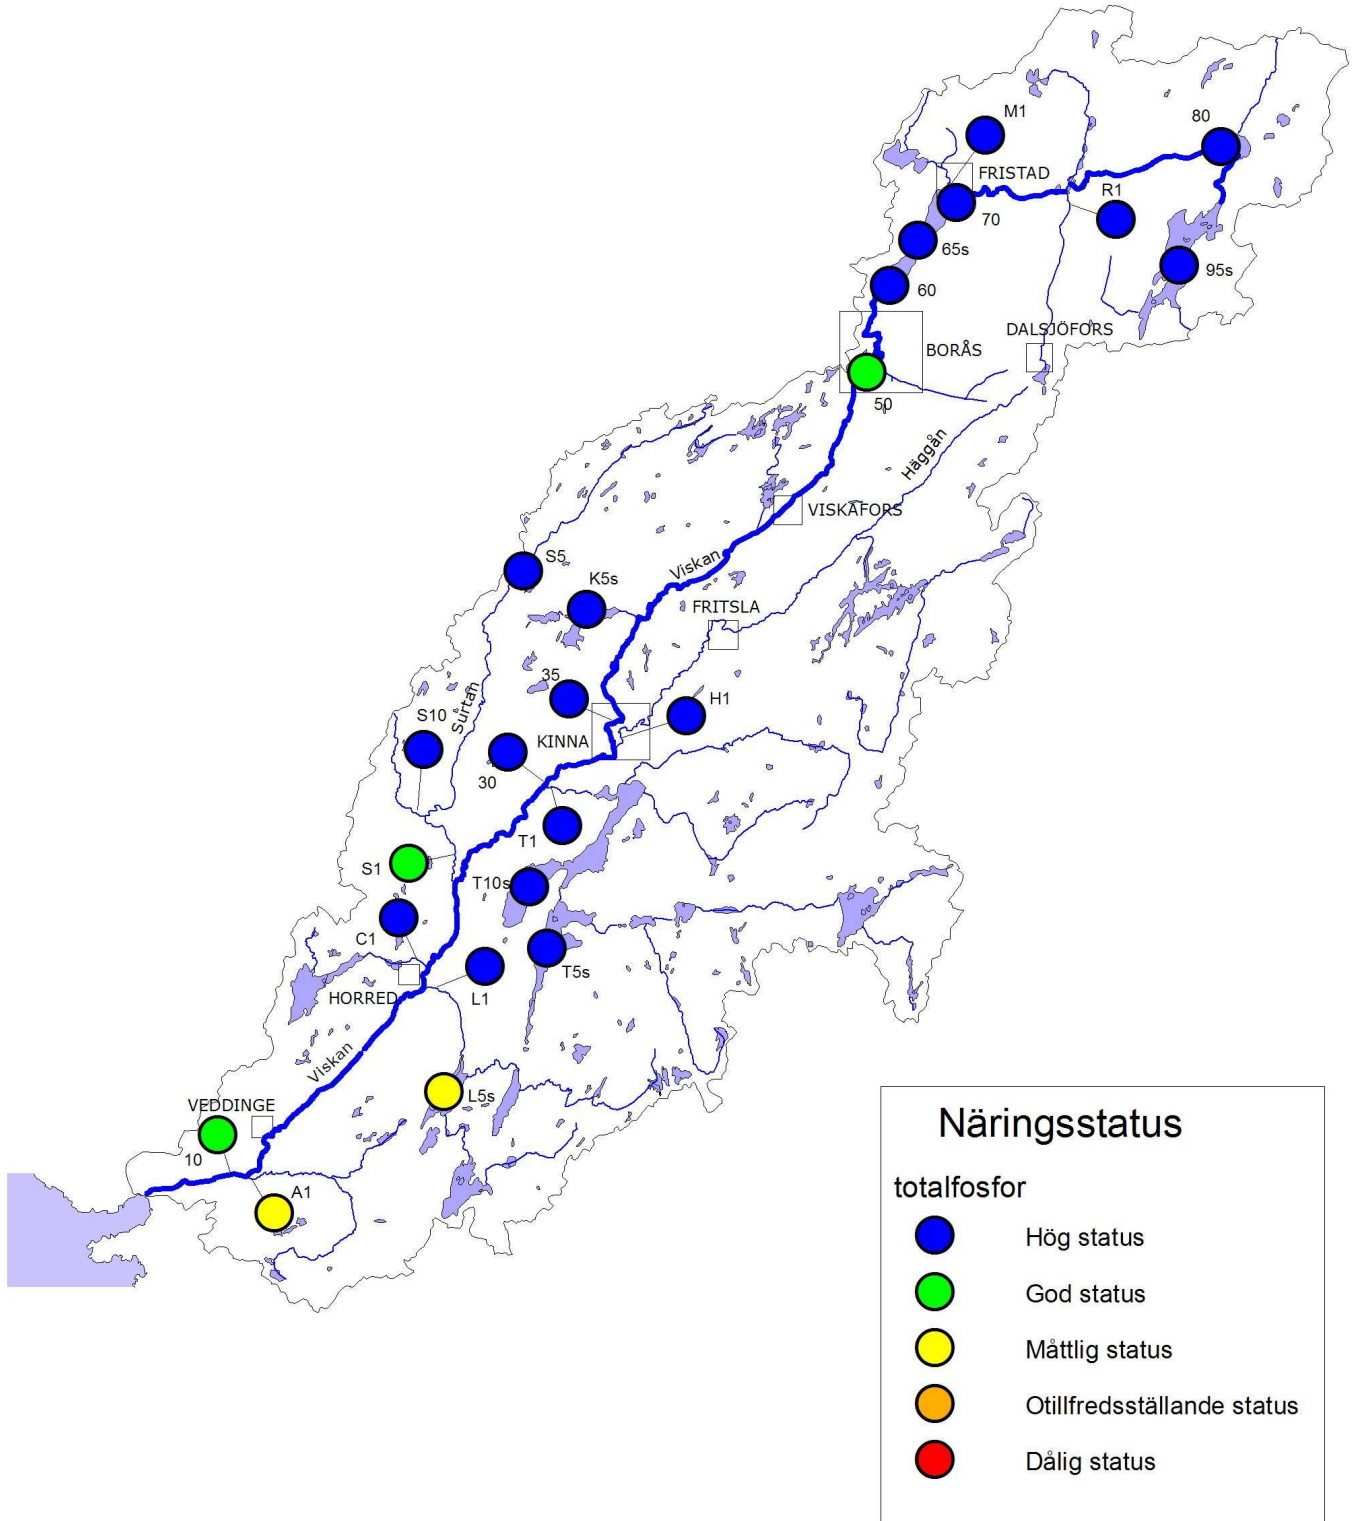 M1
80
FRISTAD
R1
70
65s
95s
60
DALSJÖFORS
BORÅS
50
Häggån
VISKAFORS
S5
Viskan
K5s
FRITSLA
35
Surtan
H1
S10
KINNA
30
T1
S1
T10s
C1
T5s
HORRED
L1
Viskan
L5s
VEDDINGE
10
A1
Näringsstatus
totalfosfor
Hög status
God status
Måttlig status
Otillfredsställande status
Dålig status